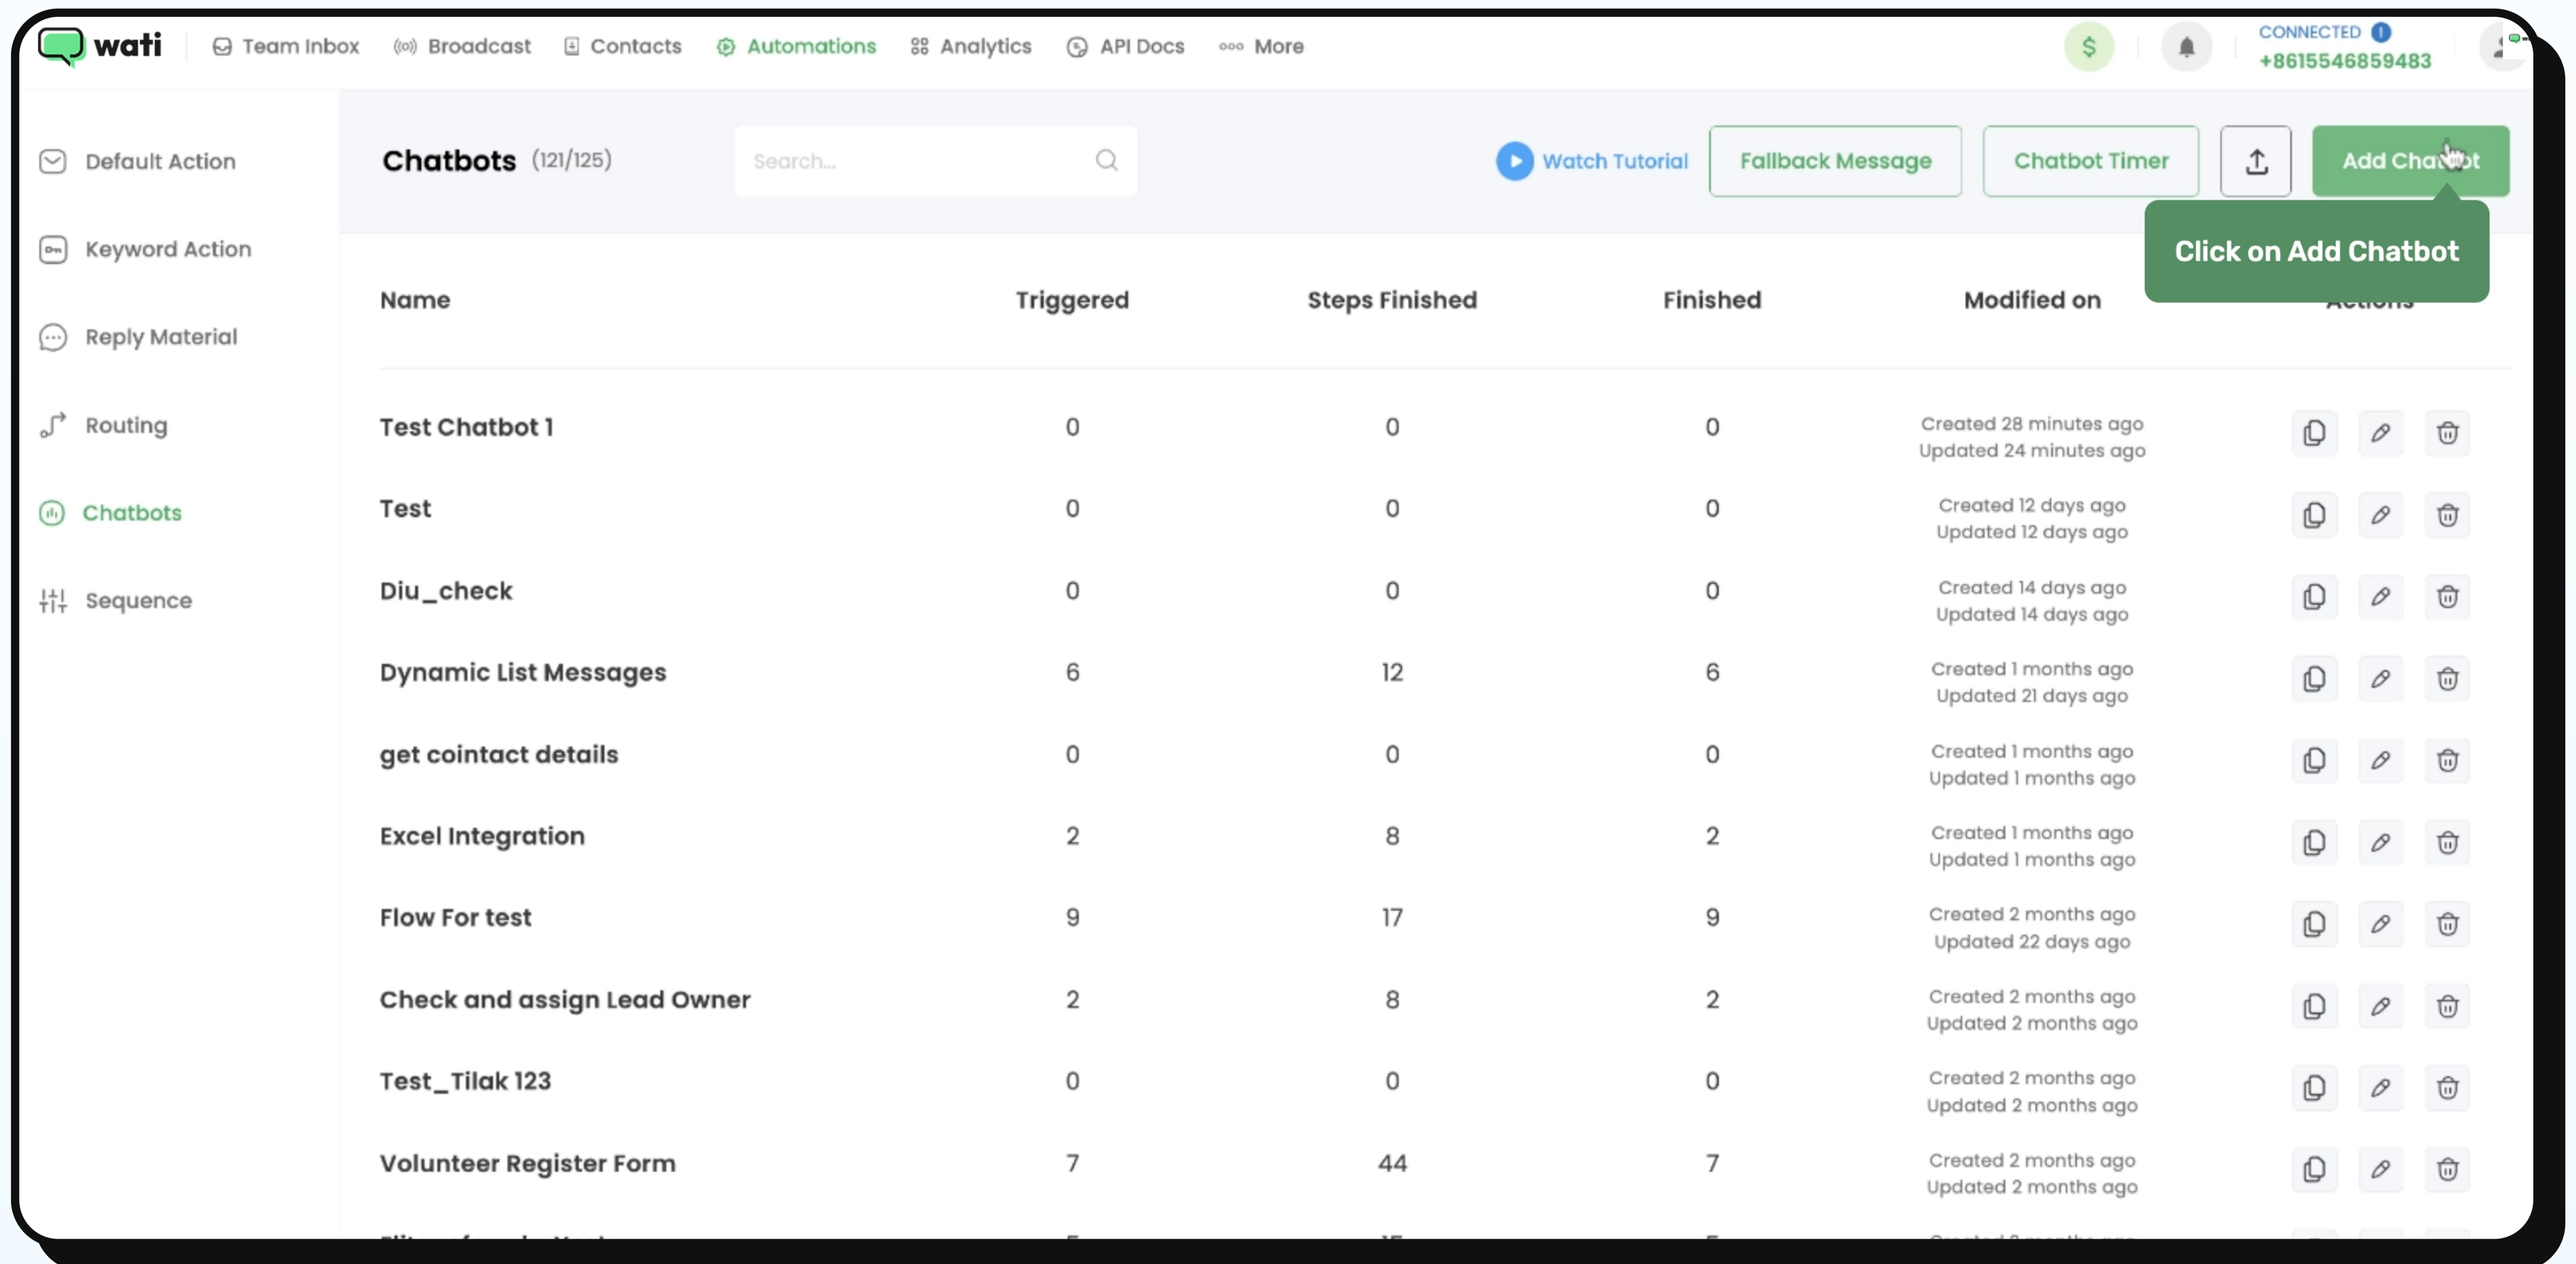 wati
Team Inbox
Broadcast
Contacts
Automations
Analytics
API Docs
More
$
CONNECTED
+8615546859483
Default Action
Keyword Action
Reply Material
Routing
Chatbots
Sequence
Chatbots (121/125)
Search...
Watch Tutorial
Fallback Message
Chatbot Timer
Add Chatbot
Click on Add Chatbot
Name Triggered Steps Finished Finished Modified on Actions
Test Chatbot 1 0 0 0 Created 28 minutes ago
Updated 24 minutes ago
Test 0 0 0 Created 12 days ago
Updated 12 days ago
Diu_check 0 0 0 Created 14 days ago
Updated 14 days ago
Dynamic List Messages 6 12 6 Created 1 months ago
Updated 21 days ago
get cointact details 0 0 0 Created 1 months ago
Updated 1 months ago
Excel Integration 2 8 2 Created 1 months ago
Updated 1 months ago
Flow For test 9 17 9 Created 2 months ago
Updated 22 days ago
Check and assign Lead Owner 2 8 2 Created 2 months ago
Updated 2 months ago
Test_Tilak 123 0 0 0 Created 2 months ago
Updated 2 months ago
Volunteer Register Form 7 44 7 Created 2 months ago
Updated 2 months ago